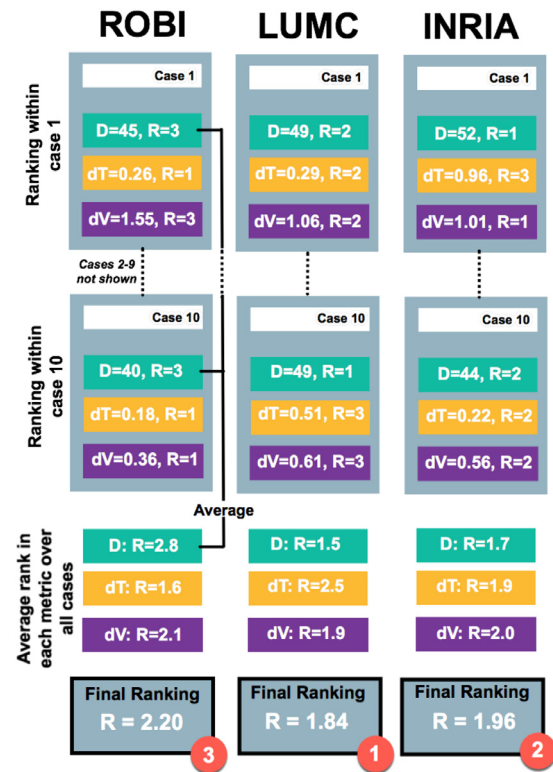 ROBI LUMC INRIA
Ranking within
case 1
Case 1
D=45, R=3
dT=0.26, R=1
dV=1.55, R=3
Case 1
D=49, R=2
dT=0.29, R=2
dV=1.06, R=2
Case 1
D=52, R=1
dT=0.96, R=3
dV=1.01, R=1
Cases 2-9
not shown
Ranking within
case 10
Case 10
D=40, R=3
dT=0.18, R=1
dV=0.36, R=1
Case 10
D=49, R=1
dT=0.51, R=3
dV=0.61, R=3
Case 10
D=44, R=2
dT=0.22, R=2
dV=0.56, R=2
Average
Average rank in
each metric over
all cases
D: R=2.8
dT: R=1.6
dV: R=2.1
D: R=1.5
dT: R=2.5
dV: R=1.9
D: R=1.7
dT: R=1.9
dV: R=2.0
Final Ranking
R = 2.20
3
Final Ranking
R = 1.84
1
Final Ranking
R = 1.96
2